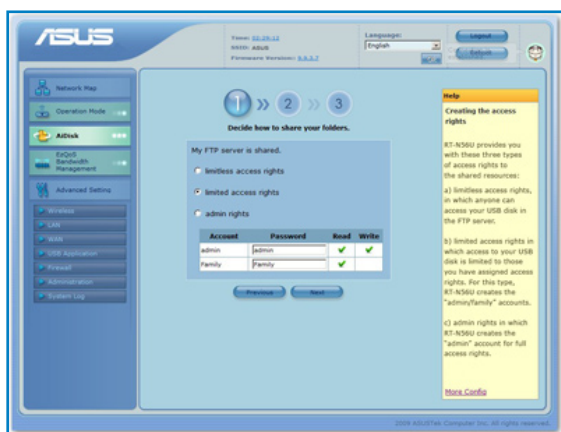 ASUS
Time: 02:29:12
SSID: ASUS
Firmware Version:
Language:
English
Logout
Reboot
Network Map
Operation Mode
AiDisk
EzQoS
Bandwidth
Management
Advanced Setting
Wireless
LAN
WAN
USB Application
Firewall
Administration
System Log
1 » 2 » 3
Decide how to share your folders.
My FTP server is shared.
limitless access rights
limited access rights
admin rights
Account Password Read Write
admin admin
Family Family
Previous Next
Help
Creating the access
rights
RT-N56U provides you
with these three types
of access rights to
the shared resources:
a) limitless access rights,
in which anyone can
access your USB disk in
the FTP server.
b) limited access rights in
which access to your USB
disk is limited to those
you have assigned access
rights. For this type,
RT-N56U creates the
"admin/family" accounts.
c) admin rights in which
RT-N56U creates the
"admin" account for full
access rights.
More Config
2009 ASUSTek Computer Inc. All rights reserved.